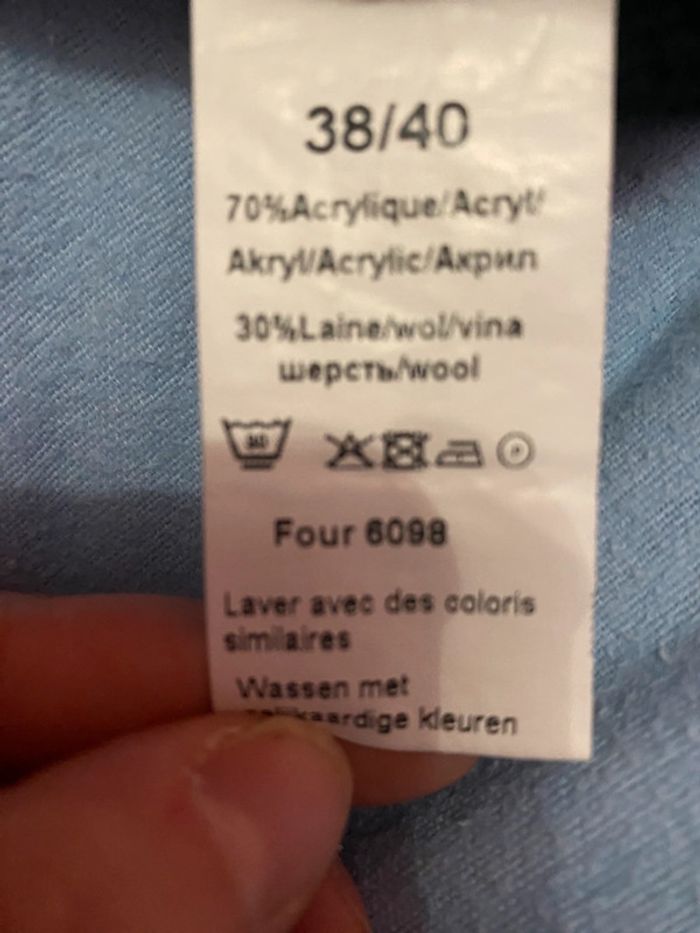 38/40
70%Acrylique/Acryl/
Akryl/Acrylic/Акрил
30%Laine/wol/vina
шерсть/wool
Four 6098
Laver avec des coloris
similaires
Wassen met
kleuren